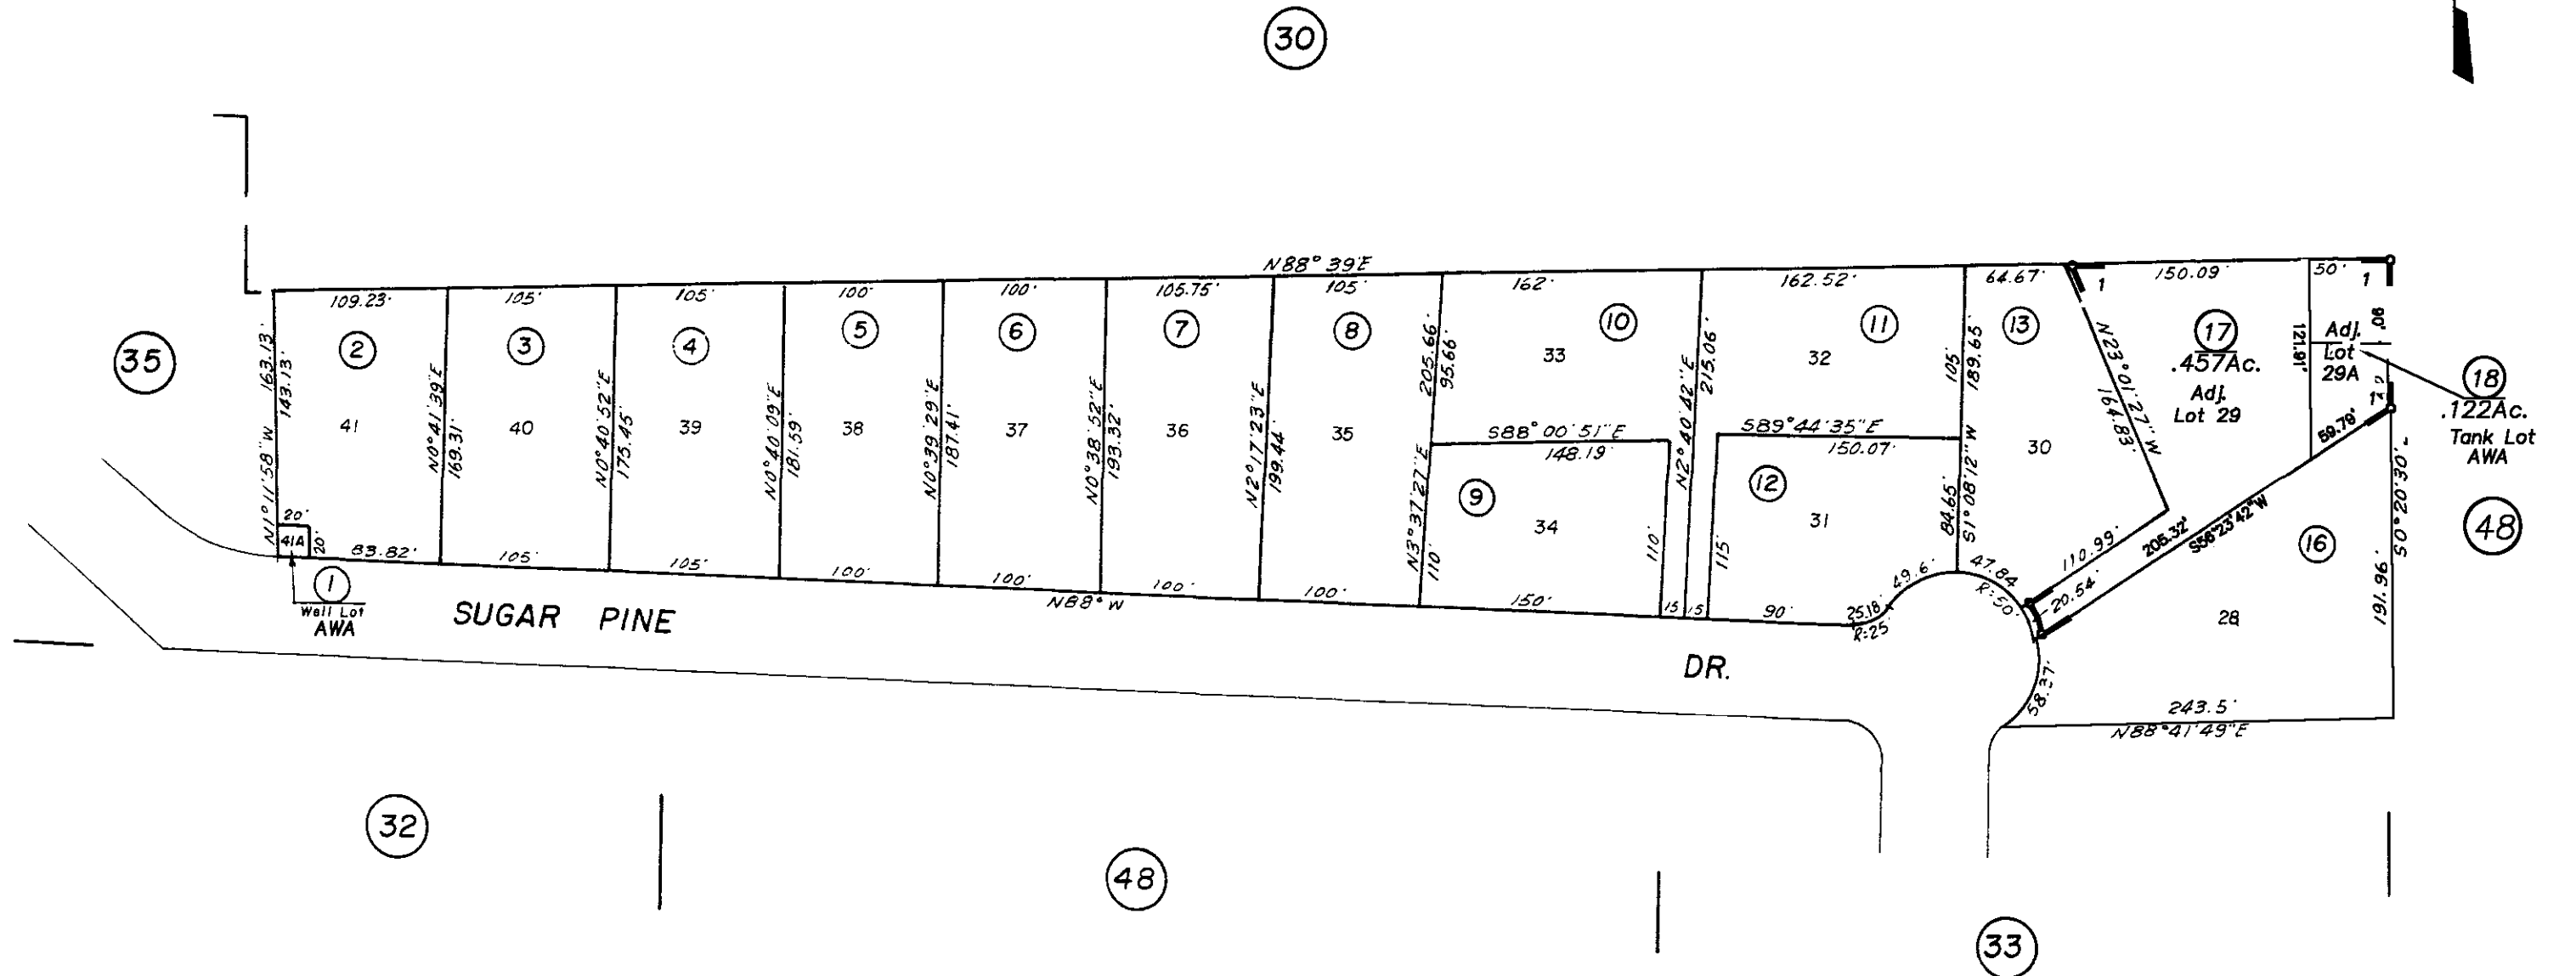 30
N88° 39'E
109.23'
105'
105'
100'
100'
105.75'
105'
162'
162.52'
64.67'
150.09'
50'
1
1
2
3
4
5
6
7
8
10
11
13
17
.457Ac.
Adj.
Lot 29
Adj.
Lot
29A
90'
121.91'
18
.122Ac.
Tank Lot
AWA
35
N1°11'58"W 163.13'
143.13'
41
N0°41'39"E
169.31'
40
N0°40'52"E
175.45'
39
N0°40'09"E
181.59'
38
N0°39'29"E
187.41'
37
N0°38'52"E
193.32'
36
N2°17'23"E
199.44'
35
205.66'
95.66'
N3°37'27"E
110'
33
S88°00'51"E
148.19'
9
34
110'
N2°40'42"E
215.06'
32
S89°44'35"E
150.07'
12
31
115'
105'
189.65'
84.65'
S1°08'12"W
30
N23°01'27"W
164.83'
1
59.79'
110.99'
205.32'
S56°23'42"W
20.54'
16
28
S0°20'30"
191.96'
48
20'
41A
20'
83.82'
105'
105'
100'
100'
100'
100'
150'
15
15
90'
25.18'
R=25'
49.6'
47.84
R=50'
58.37'
243.5'
N88°41'49"E
1
Well Lot
AWA
SUGAR PINE
N88°W
DR.
32
48
33